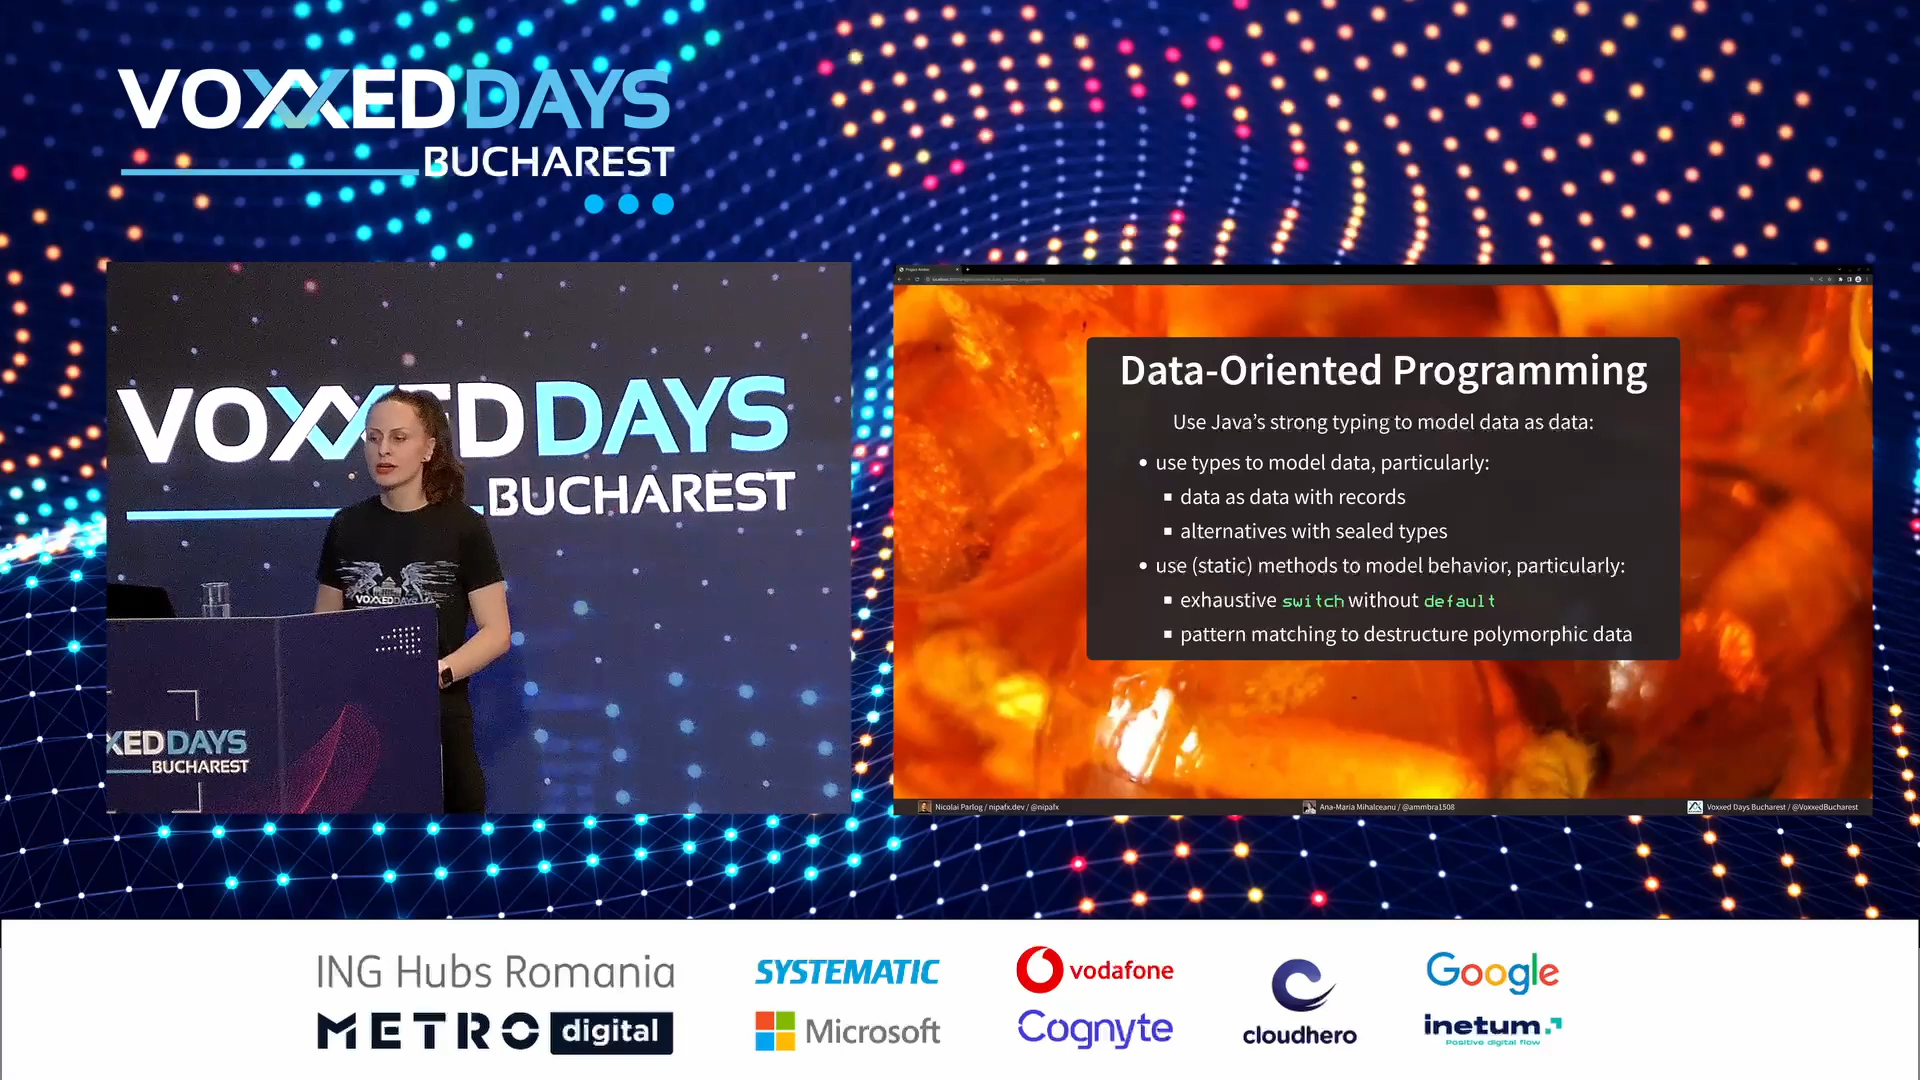 VOXXEDDAYS
BUCHAREST
VOXXEDDAYS
BUCHAREST
VOXXEDDAYS
XEDDAYS
BUCHAREST
Project Amber
Data-Oriented Programming
Use Java's strong typing to model data as data:
• use types to model data, particularly:
▪ data as data with records
▪ alternatives with sealed types
• use (static) methods to model behavior, particularly:
▪ exhaustive switch without default
▪ pattern matching to destructure polymorphic data
Nicolai Parlog / nipafx.dev / @nipafx
Ana-Maria Mihalceanu / @ammbra1508
Voxxed Days Bucharest / @VoxxedBucharest
ING Hubs Romania
SYSTEMATIC
vodafone
cloudhero
Google
METRO digital
Microsoft
Cognyte
inetum.
Positive digital flow